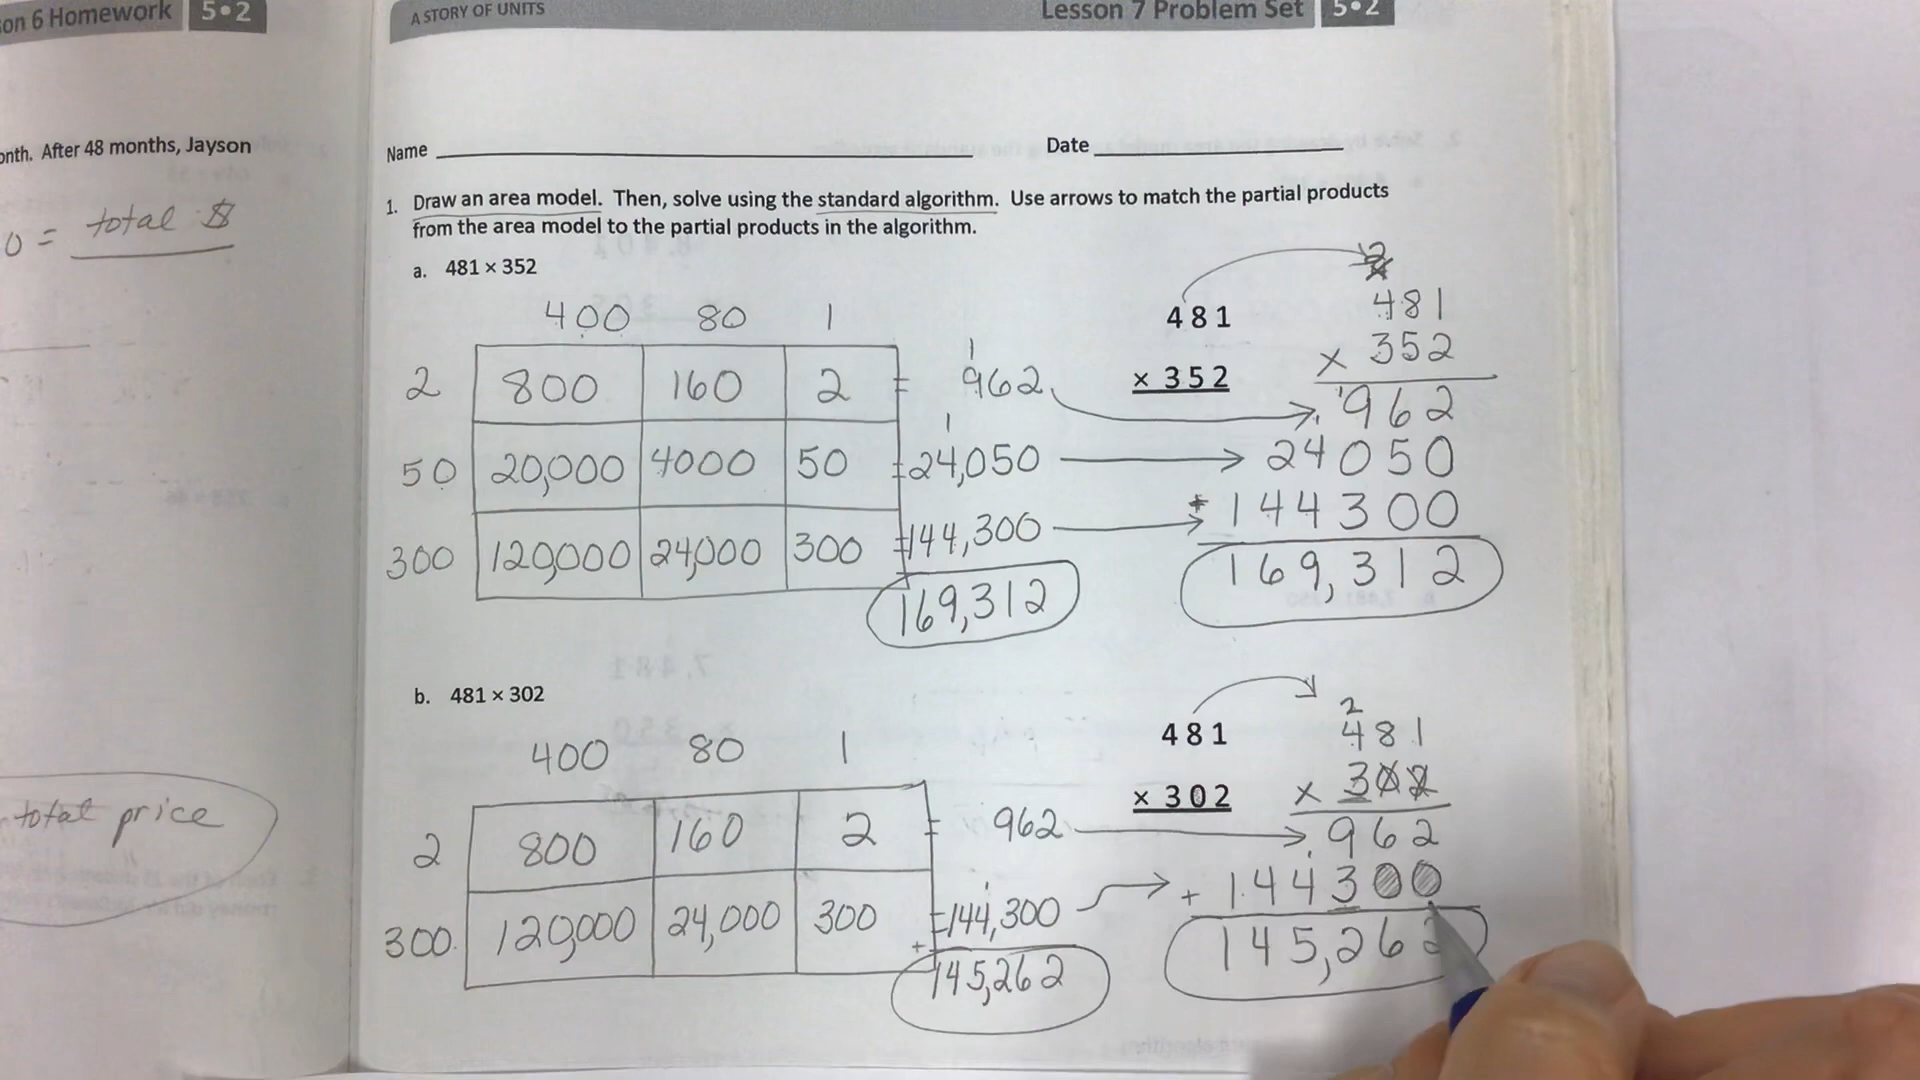 on 6 Homework 5•2
onth. After 48 months, Jayson
0 = total $
total price
A STORY OF UNITS
Lesson 7 Problem Set 5•2
Name
Date
1. Draw an area model. Then, solve using the standard algorithm. Use arrows to match the partial products
from the area model to the partial products in the algorithm.
a. 481 × 352
400 80 1
2 800 160 2 = 962
50 20,000 4000 50 = 24,050
300 120,000 24,000 300 = 144,300
169,312
481
× 352
2
481
× 352
962
24050
+ 144300
169,312
b. 481 × 302
400 80 1
2 800 160 2 = 962
300 120,000 24,000 300 = 144,300
+
145,262
481
× 302
2
481
× 302
962
+ 144300
145,262